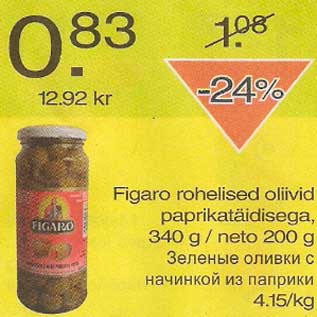 0.83
1.08
12.92 kr
-24%
FIGARO
Figaro rohelised oliivid
paprikatäidisega,
340 g / neto 200 g
Зеленые оливки с
начинкой из паприки
4.15/kg